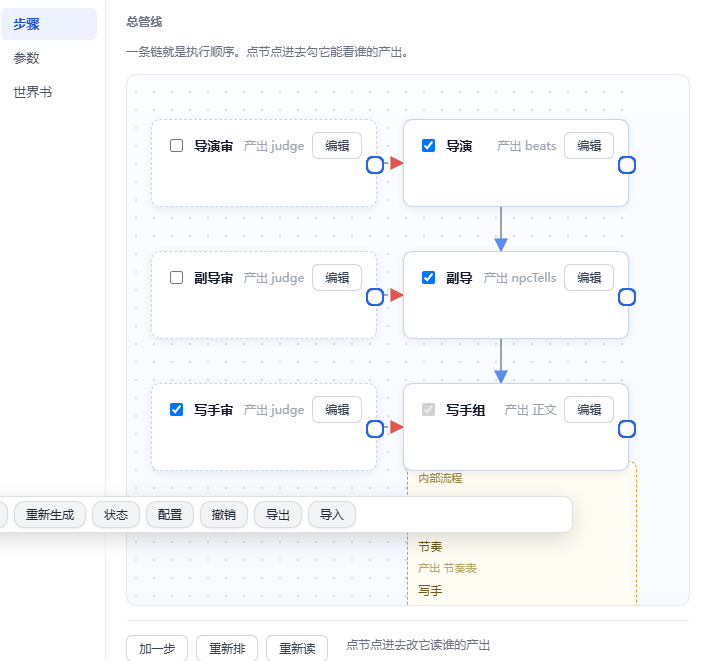 步骤
参数
世界书
总管线
一条链就是执行顺序。点节点进去勾它能看谁的产出。
导演审 产出 judge 编辑
导演 产出 beats 编辑
副导审 产出 judge 编辑
副导 产出 npcTells 编辑
写手审 产出 judge 编辑
写手组 产出 正文 编辑
内部流程
重新生成 状态 配置 撤销 导出 导入
节奏
产出 节奏表
写手
加一步 重新排 重新读 点节点进去改它读谁的产出